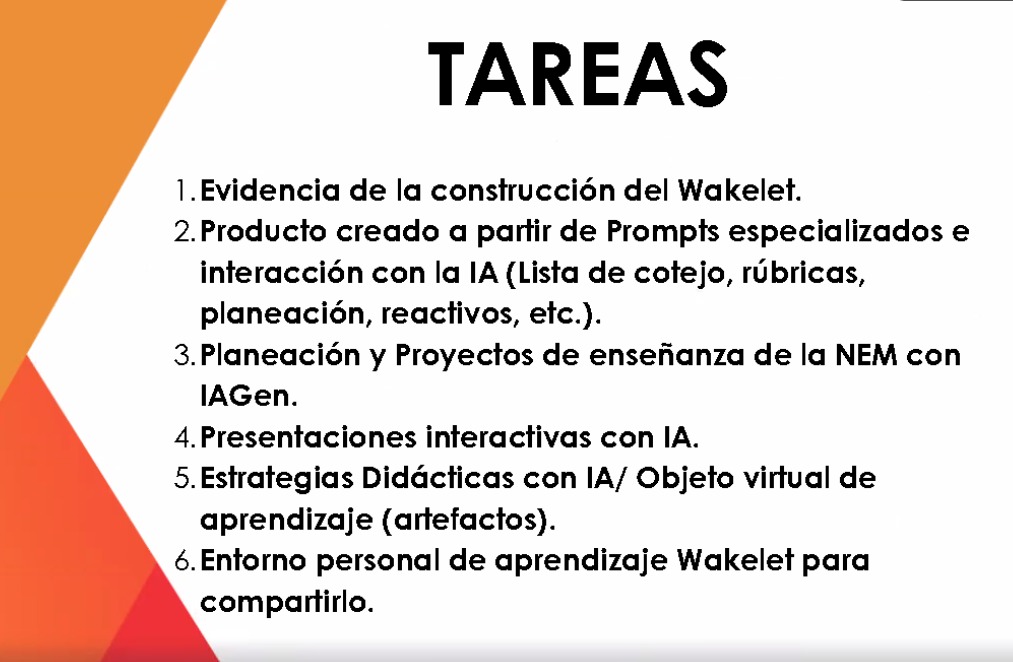 TAREAS
1. Evidencia de la construcción del Wakelet.
2. Producto creado a partir de Prompts especializados e
interacción con la IA (Lista de cotejo, rúbricas,
planeación, reactivos, etc.).
3. Planeación y Proyectos de enseñanza de la NEM con
IAGen.
4. Presentaciones interactivas con IA.
5. Estrategias Didácticas con IA/ Objeto virtual de
aprendizaje (artefactos).
6. Entorno personal de aprendizaje Wakelet para
compartirlo.